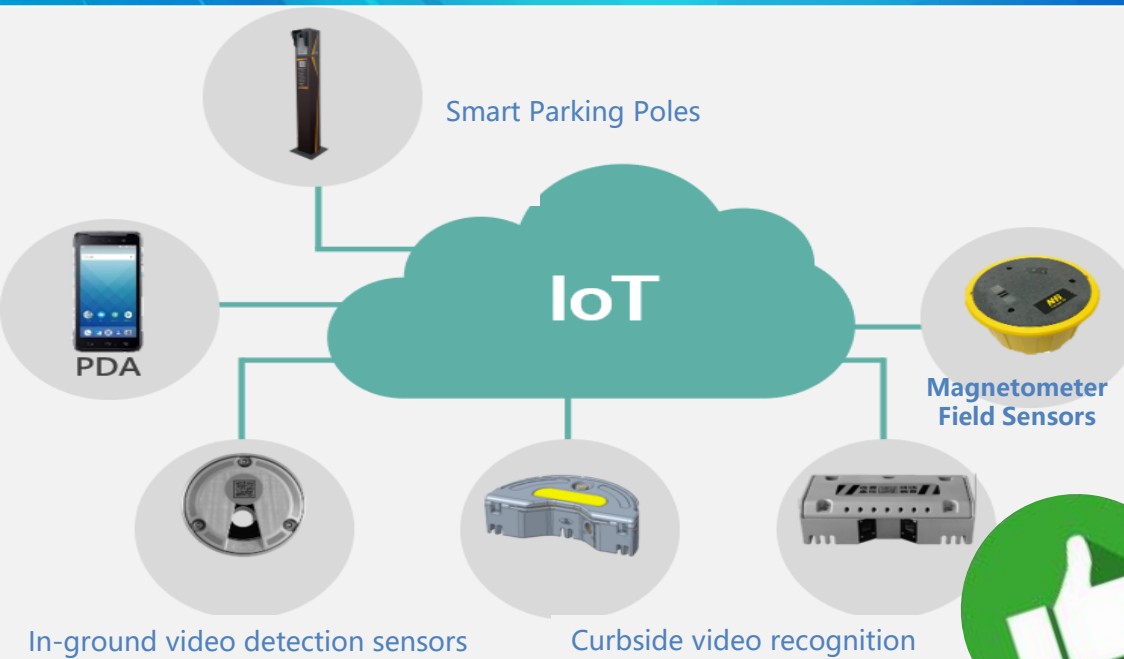 Smart Parking Poles
IoT
PDA
Magnetometer
Field Sensors
In-ground video detection sensors
Curbside video recognition